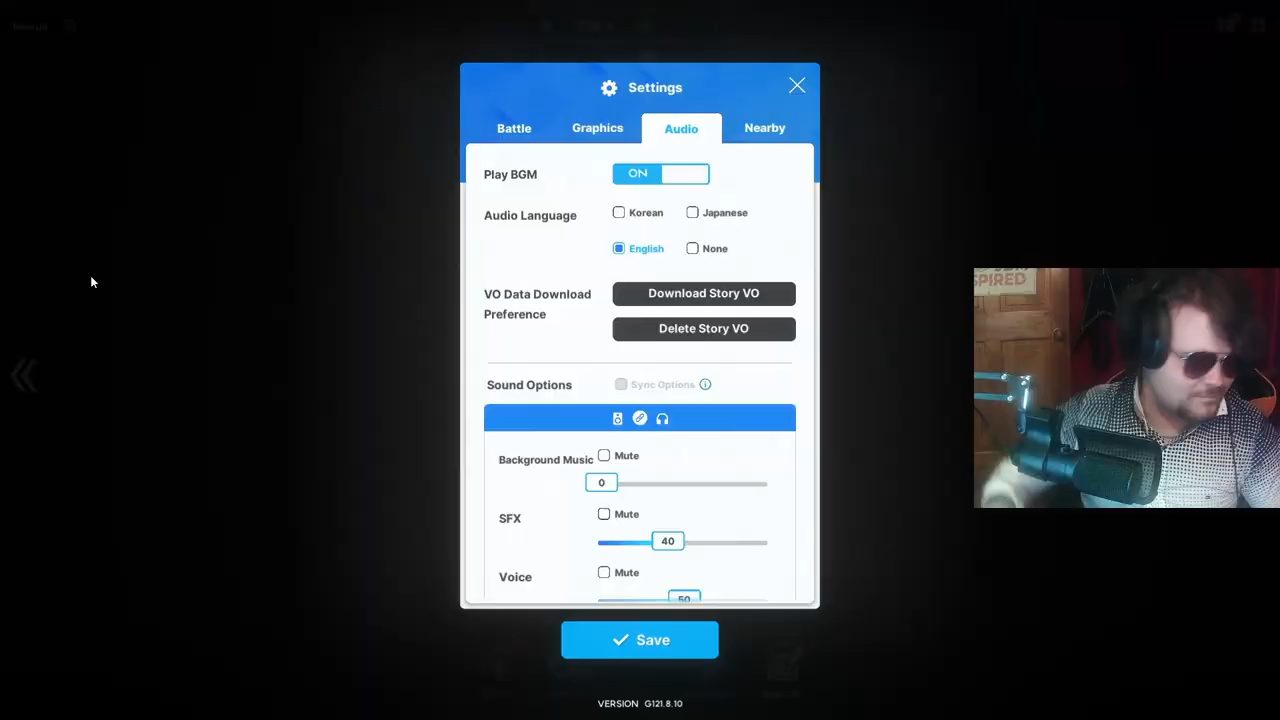 Settings
Battle
Graphics
Audio
Nearby
Play BGM
ON
Audio Language
Korean
Japanese
English
None
VO Data Download
Preference
Download Story VO
Delete Story VO
Sound Options
Sync Options
Background Music
Mute
0
SFX
Mute
40
Voice
Mute
50
Save
VERSION G121.8.10
SPIRED